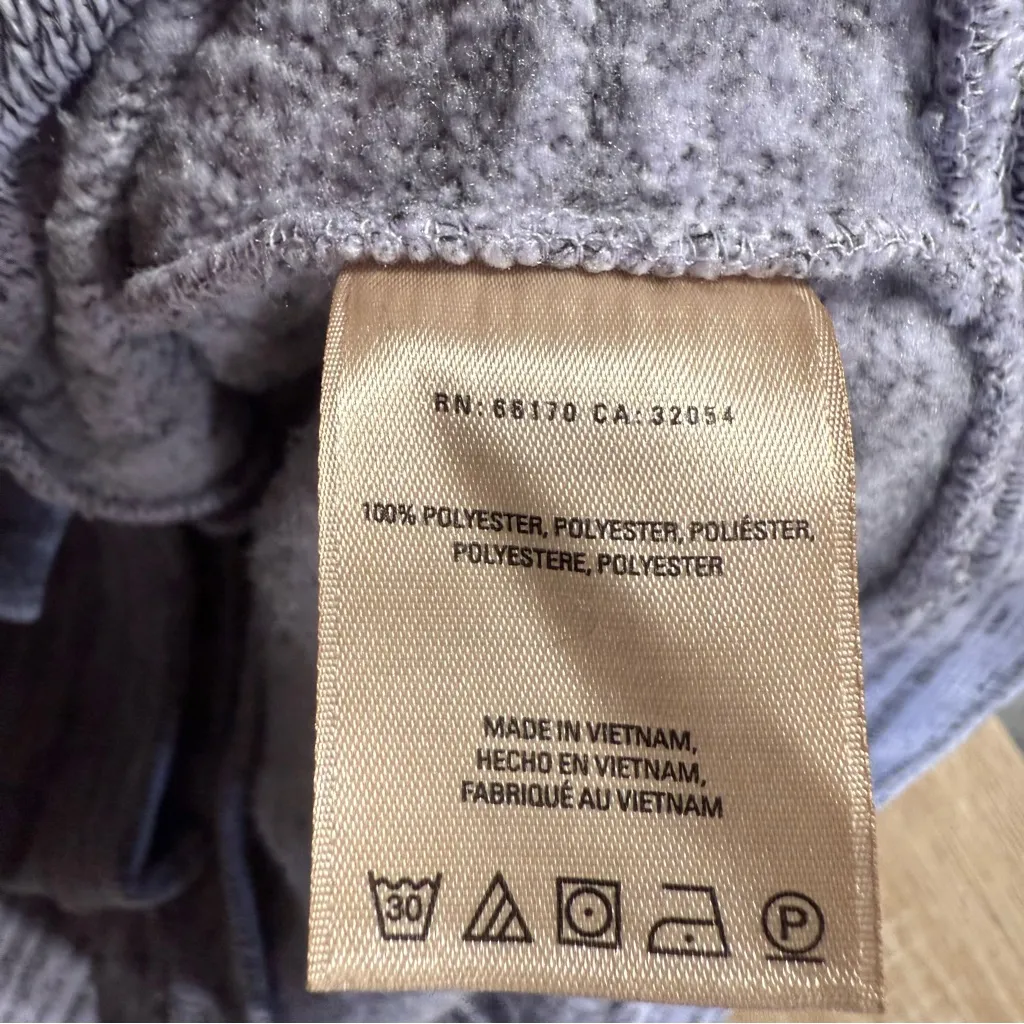 RN: 66170 CA: 32054
100% POLYESTER, POLYESTER, POLIÉSTER,
POLYESTERE, POLYESTER
MADE IN VIETNAM,
HECHO EN VIETNAM,
FABRIQUÉ AU VIETNAM
30
P